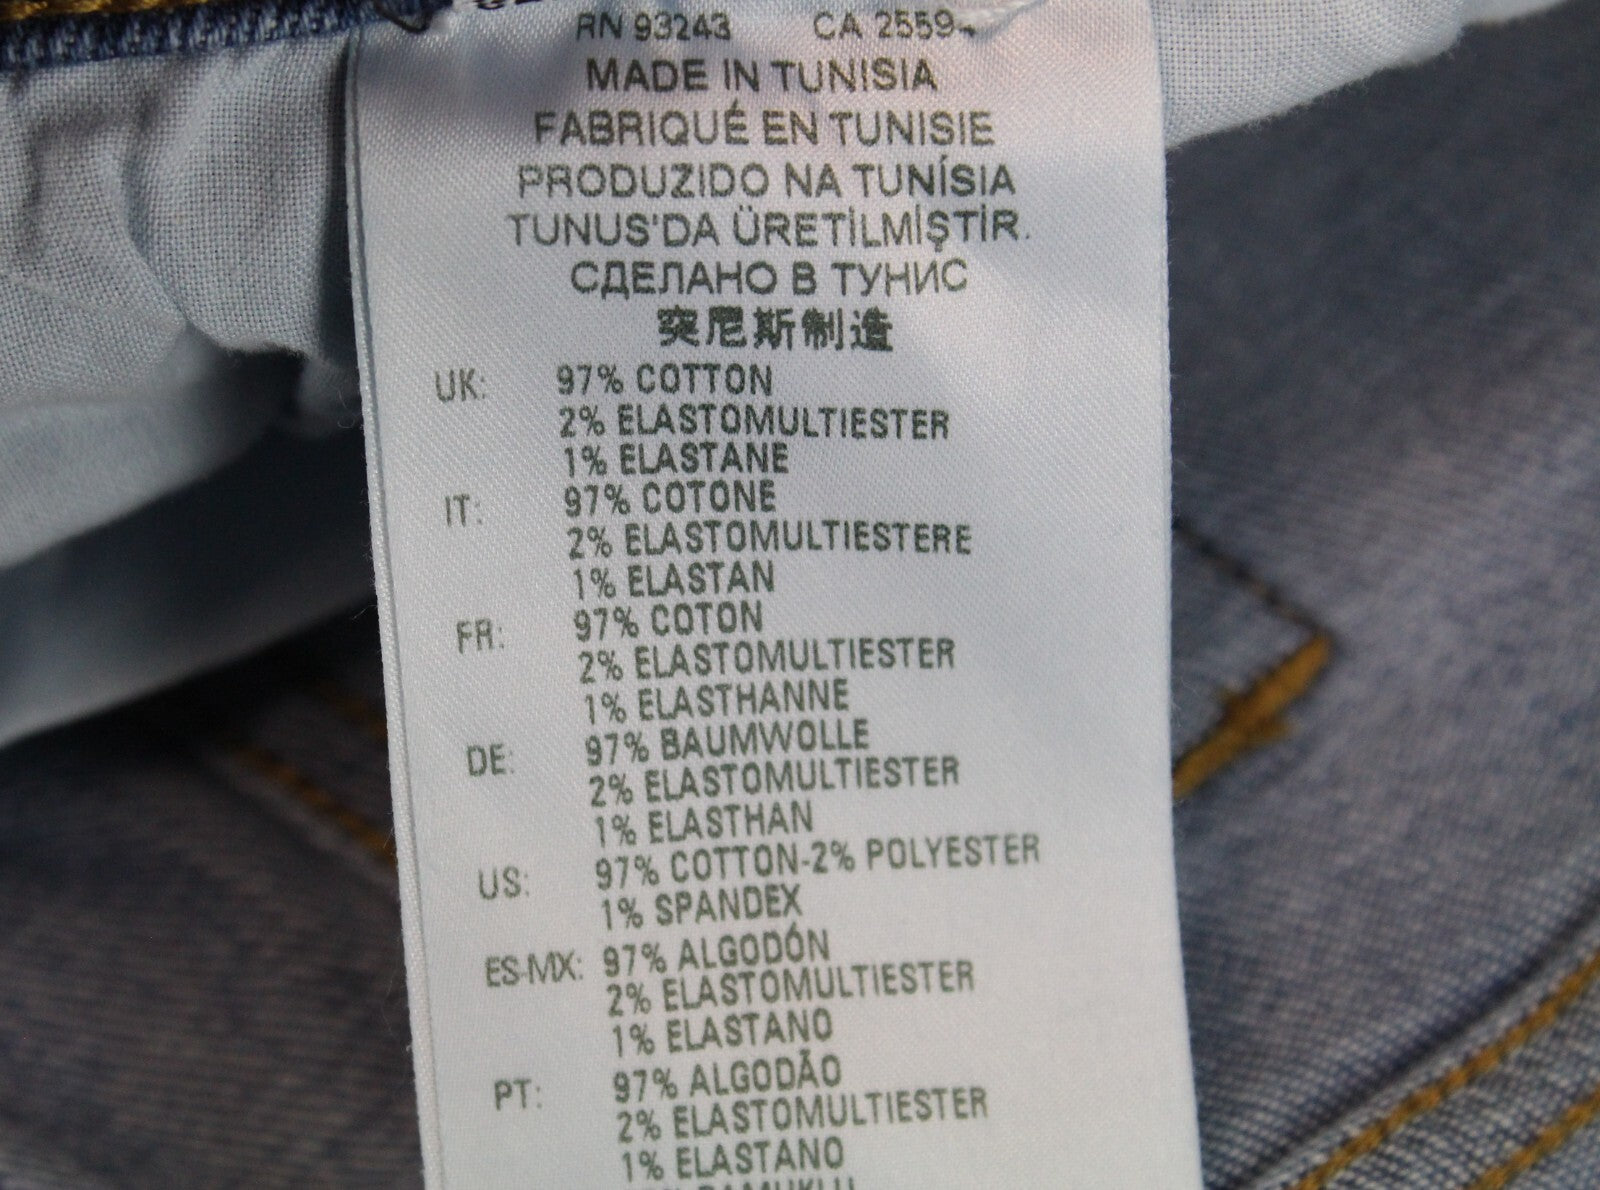 RN 93243 CA 25594
MADE IN TUNISIA
FABRIQUÉ EN TUNISIE
PRODUZIDO NA TUNÍSIA
TUNUS'DA ÜRETİLMİŞTİR.
СДЕЛАНО В ТУНИС
突尼斯制造
UK: 97% COTTON
2% ELASTOMULTIESTER
1% ELASTANE
IT: 97% COTONE
2% ELASTOMULTIESTERE
1% ELASTAN
FR: 97% COTON
2% ELASTOMULTIESTER
1% ELASTHANNE
DE: 97% BAUMWOLLE
2% ELASTOMULTIESTER
1% ELASTHAN
US: 97% COTTON-2% POLYESTER
1% SPANDEX
ES-MX: 97% ALGODÓN
2% ELASTOMULTIESTER
1% ELASTANO
PT: 97% ALGODÃO
2% ELASTOMULTIESTER
1% ELASTANO